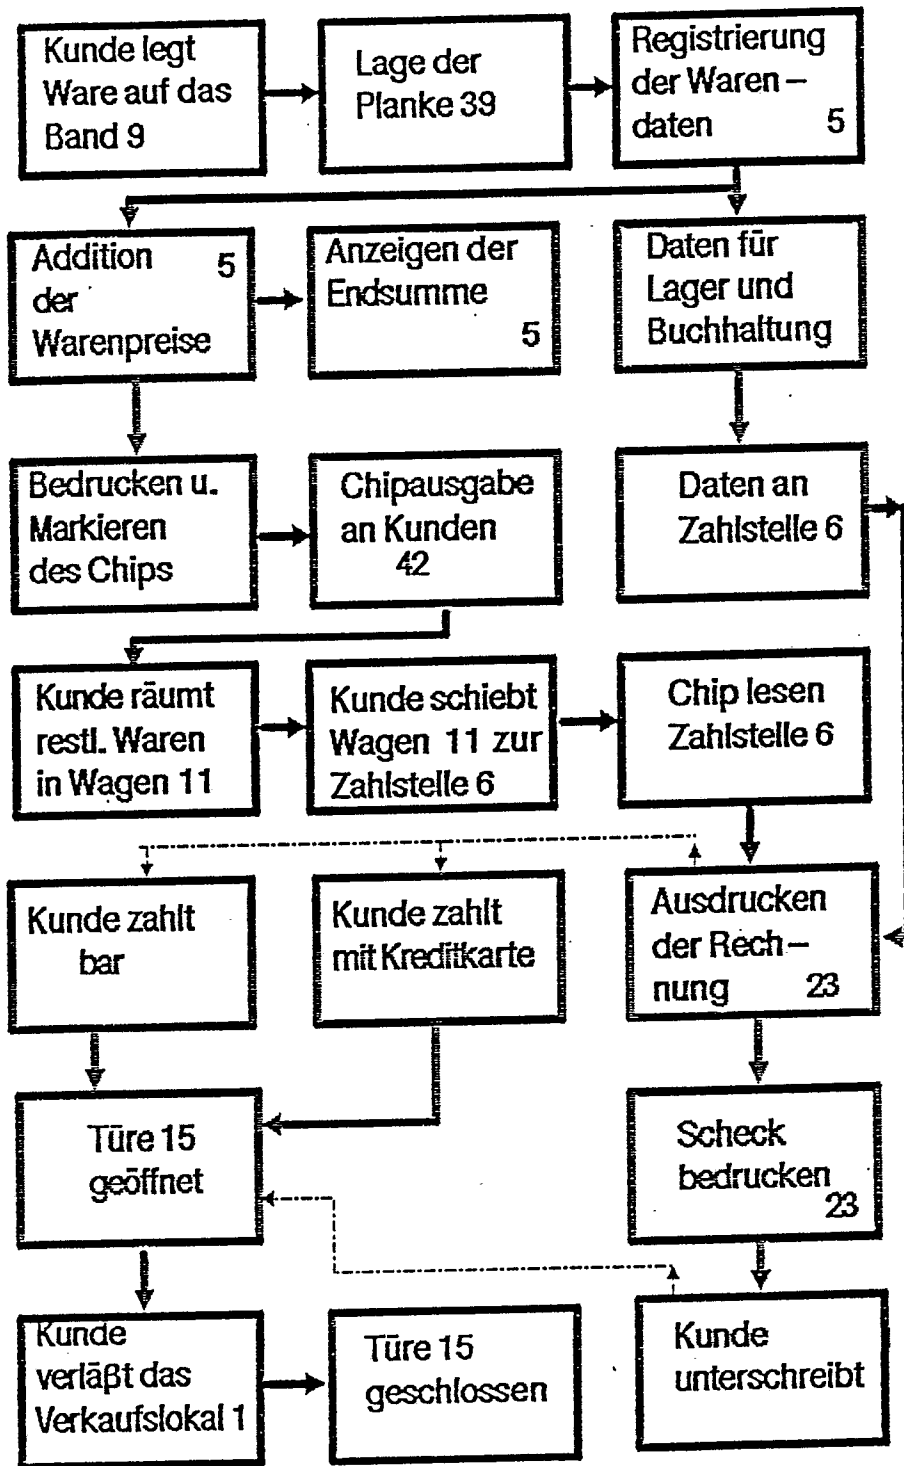 Kunde legt
Ware auf das
Band 9
Lage der
Planke 39
Registrierung
der Waren –
daten 5
Addition 5
der
Warenpreise
Anzeigen der
Endsumme
5
Daten für
Lager und
Buchhaltung
Bedrucken u.
Markieren
des Chips
Chipausgabe
an Kunden
42
Daten an
Zahlstelle 6
Kunde räumt
restl. Waren
in Wagen 11
Kunde schiebt
Wagen 11 zur
Zahlstelle 6
Chip lesen
Zahlstelle 6
Kunde zahlt
bar
Kunde zahlt
mit Kreditkarte
Ausdrucken
der Rech –
nung 23
Türe 15
geöffnet
Scheck
bedrucken
23
Kunde
verläßt das
Verkaufslokal 1
Türe 15
geschlossen
Kunde
unterschreibt